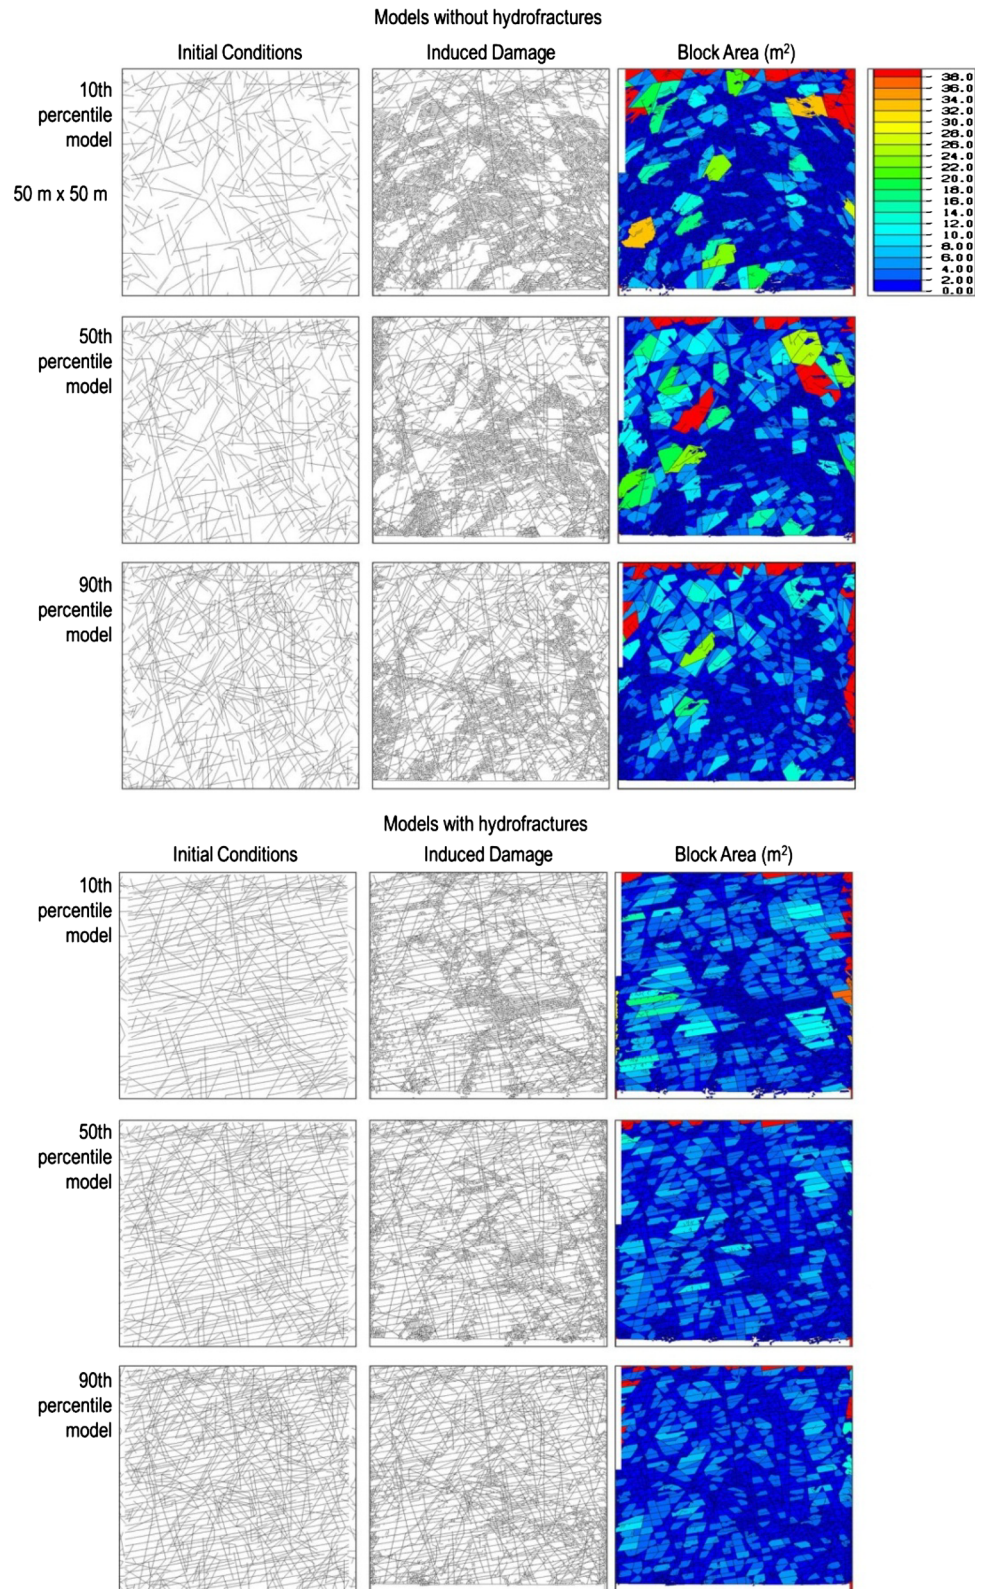 Models without hydrofractures
Initial Conditions
Induced Damage
Block Area (m²)
10th
percentile
model
50 m x 50 m
38.0
36.0
34.0
32.0
30.0
28.0
26.0
24.0
22.0
20.0
18.0
16.0
14.0
12.0
10.0
8.00
6.00
4.00
2.00
0.00
50th
percentile
model
90th
percentile
model
Models with hydrofractures
Initial Conditions
Induced Damage
Block Area (m²)
10th
percentile
model
50th
percentile
model
90th
percentile
model